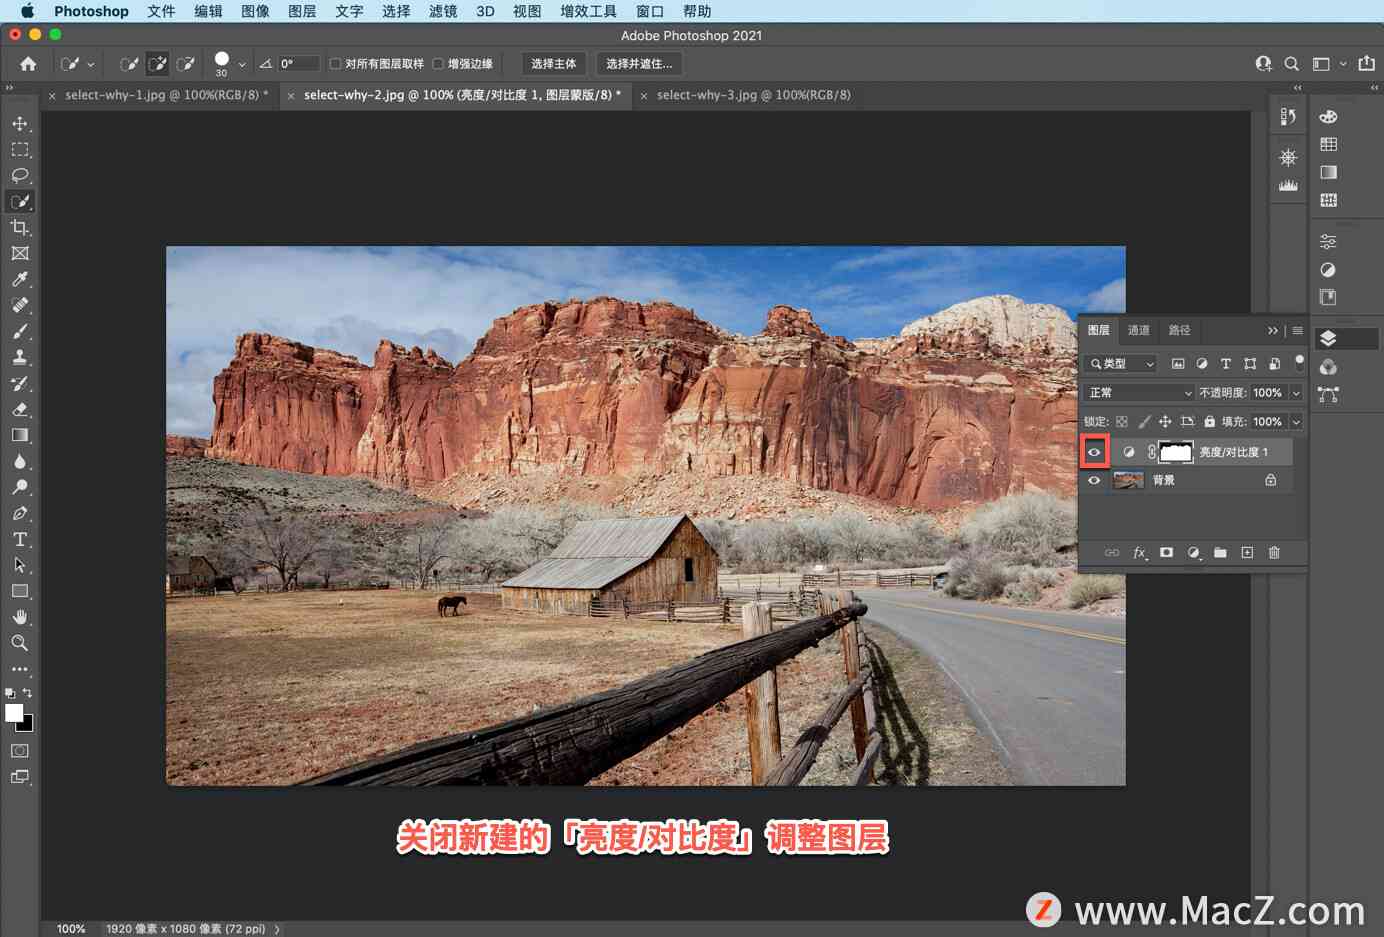 Photoshop 文件 编辑 图像 图层 文字 选择 滤镜 3D 视图 增效工具 窗口 帮助
Adobe Photoshop 2021
30 0° 对所有图层取样 增强边缘 选择主体 选择并遮住...
select-why-1.jpg @ 100%(RGB/8) * select-why-2.jpg @ 100% (亮度/对比度 1, 图层蒙版/8) * select-why-3.jpg @ 100%(RGB/8)
图层 通道 路径
类型
正常 不透明度: 100%
锁定: 填充: 100%
亮度/对比度 1
背景
fx
关闭新建的「亮度/对比度」调整图层
www.MacZ.com
100% 1920 像素 x 1080 像素 (72 ppi)